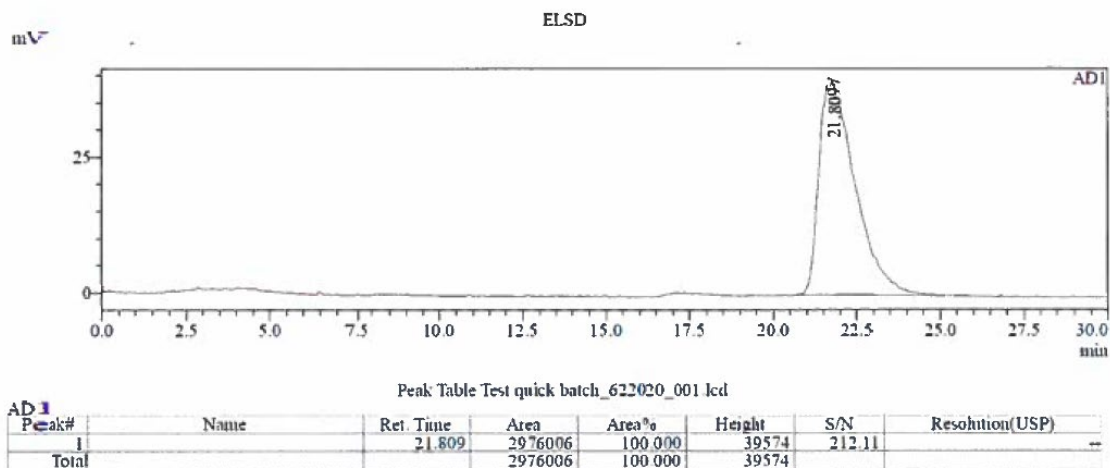 ELSD
mV
AD1
21.809
25
0
0.0 2.5 5.0 7.5 10.0 12.5 15.0 17.5 20.0 22.5 25.0 27.5 30.0
min
Peak Table Test quick batch_622020_001.lcd
AD1
Peak# Name Ret. Time Area Area% Height S/N Resolution(USP)
1 21.809 2976006 100.000 39574 212.11 --
Total 2976006 100.000 39574